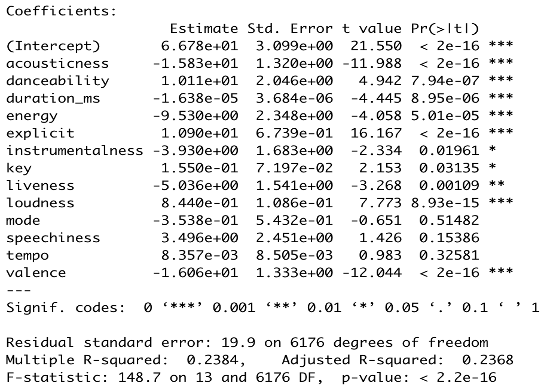 Coefficients:
Estimate Std. Error t value Pr(>|t|)
(Intercept) 6.678e+01 3.099e+00 21.550 < 2e-16 ***
acousticness -1.583e+01 1.320e+00 -11.988 < 2e-16 ***
danceability 1.011e+01 2.046e+00 4.942 7.94e-07 ***
duration_ms -1.638e-05 3.684e-06 -4.445 8.95e-06 ***
energy -9.530e+00 2.348e+00 -4.058 5.01e-05 ***
explicit 1.090e+01 6.739e-01 16.167 < 2e-16 ***
instrumentalness -3.930e+00 1.683e+00 -2.334 0.01961 *
key 1.550e-01 7.197e-02 2.153 0.03135 *
liveness -5.036e+00 1.541e+00 -3.268 0.00109 **
loudness 8.440e-01 1.086e-01 7.773 8.93e-15 ***
mode -3.538e-01 5.432e-01 -0.651 0.51482
speechiness 3.496e+00 2.451e+00 1.426 0.15386
tempo 8.357e-03 8.505e-03 0.983 0.32581
valence -1.606e+01 1.333e+00 -12.044 < 2e-16 ***
---
Signif. codes: 0 ‘***’ 0.001 ‘**’ 0.01 ‘*’ 0.05 ‘.’ 0.1 ‘ ’ 1
Residual standard error: 19.9 on 6176 degrees of freedom
Multiple R-squared: 0.2384, Adjusted R-squared: 0.2368
F-statistic: 148.7 on 13 and 6176 DF, p-value: < 2.2e-16